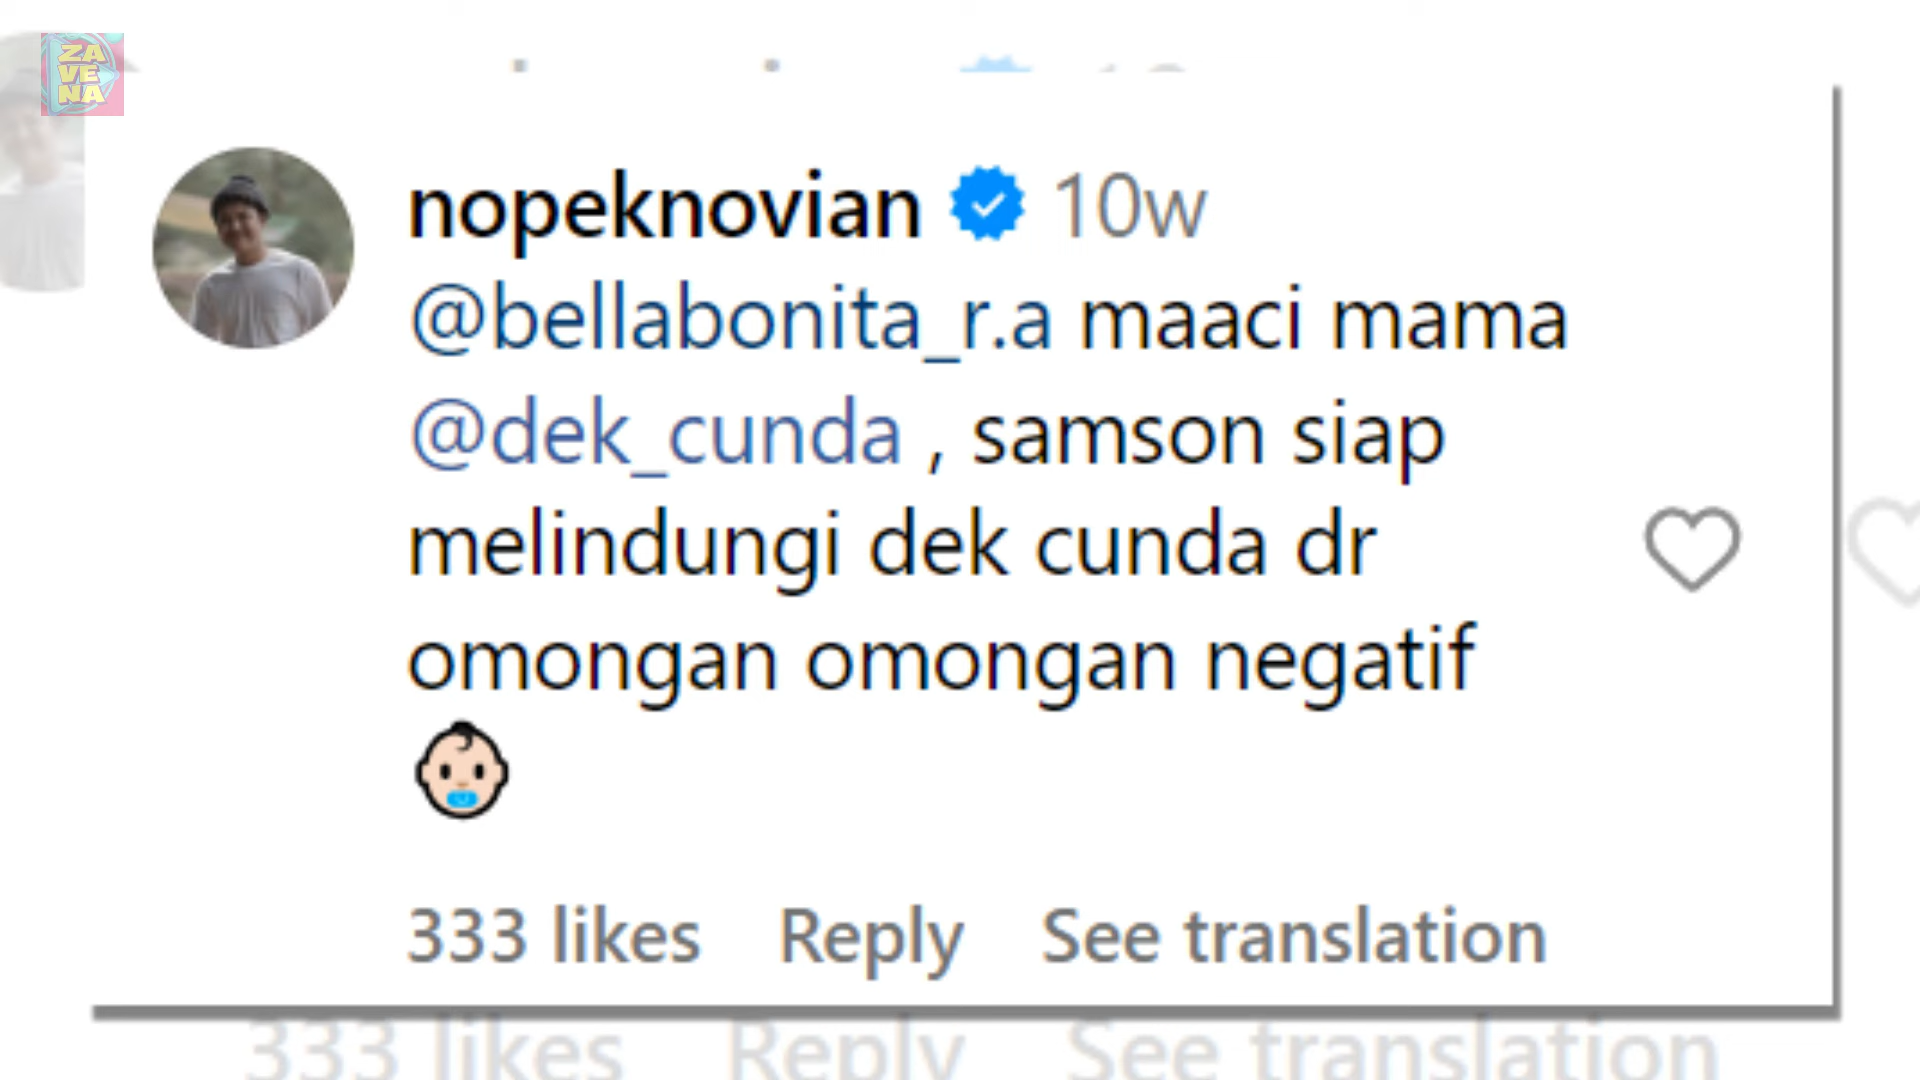 ZA
VE
NA
nopeknovian 10w
@bellabonita_r.a maaci mama
@dek_cunda , samson siap
melindungi dek cunda dr
omongan omongan negatif
333 likes Reply See translation
333 likes Reply See translation